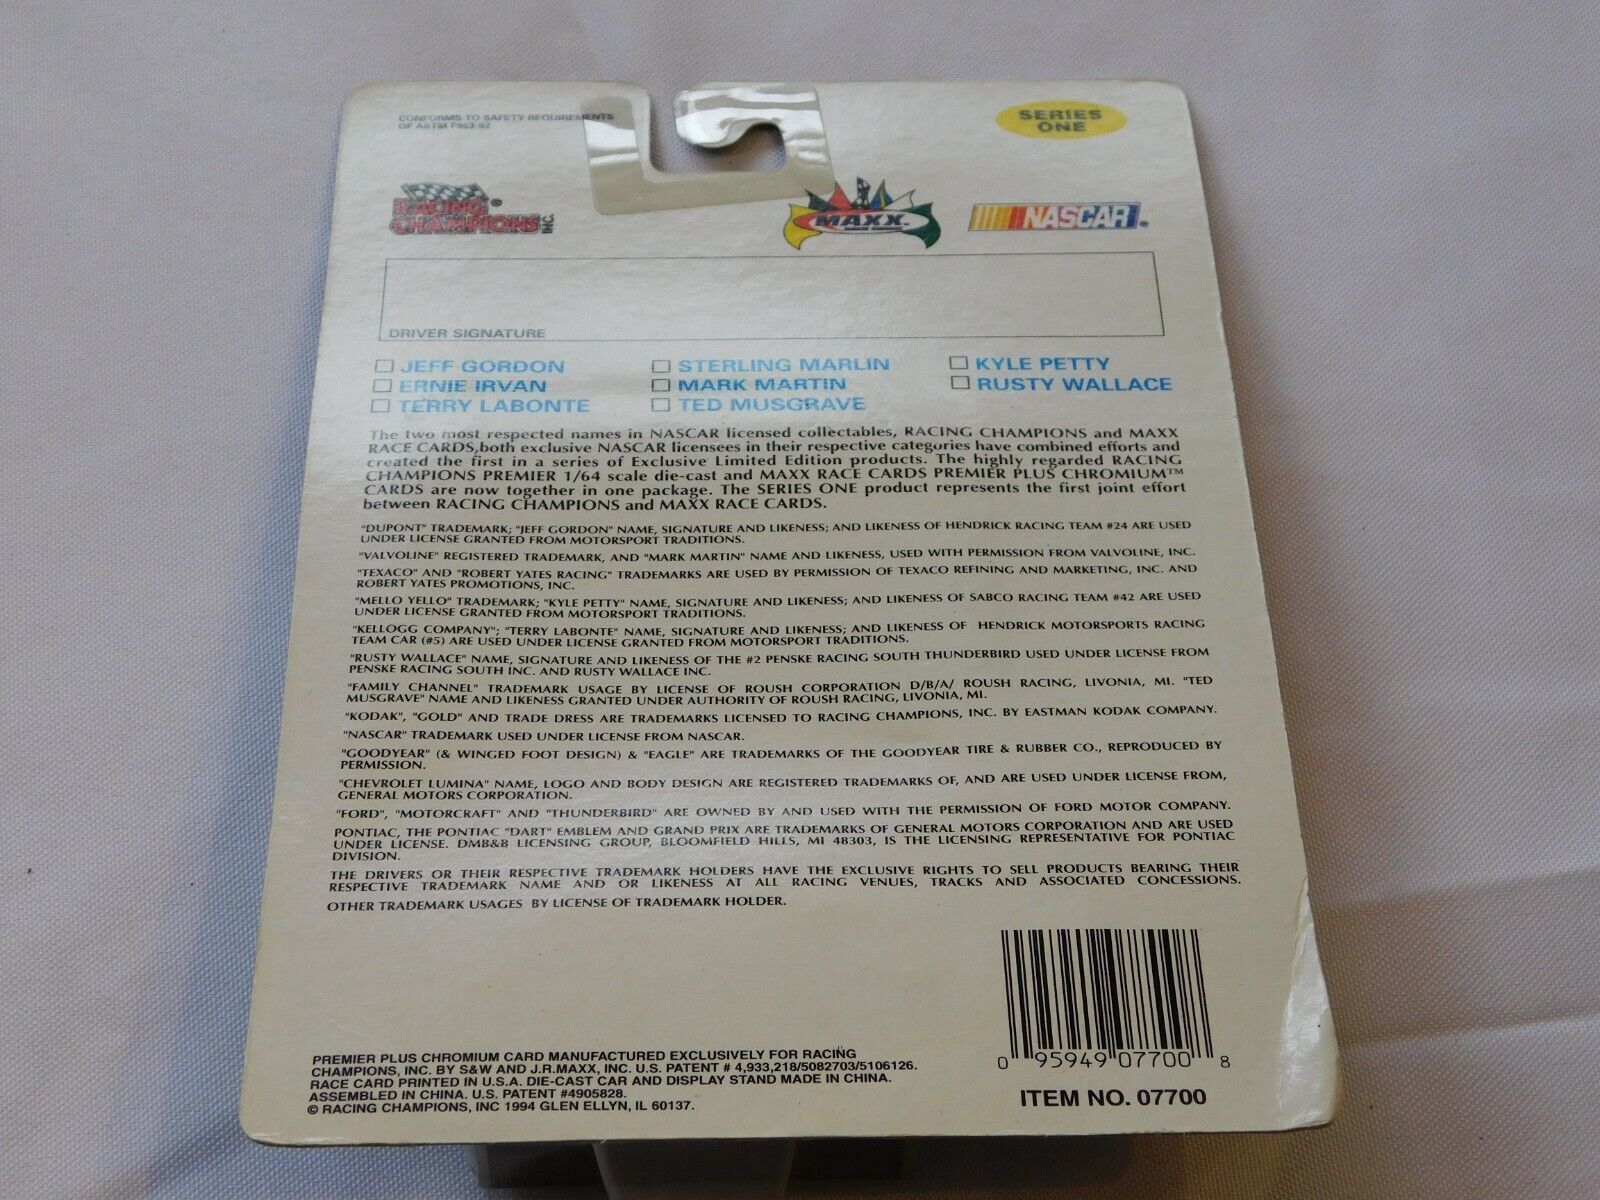 CONFORMS TO SAFETY REQUIREMENTS
OF ASTM F963-92
SERIES
ONE
RACING ®
CHAMPIONS INC.
MAXX
NASCAR ®
DRIVER SIGNATURE
JEFF GORDON
ERNIE IRVAN
TERRY LABONTE
STERLING MARLIN
MARK MARTIN
TED MUSGRAVE
KYLE PETTY
RUSTY WALLACE
The two most respected names in NASCAR licensed collectables, RACING CHAMPIONS and MAXX
RACE CARDS,both exclusive NASCAR licensees in their respective categories have combined efforts and
created the first in a series of Exclusive Limited Edition products. The highly regarded RACING
CHAMPIONS PREMIER 1/64 scale die-cast and MAXX RACE CARDS PREMIER PLUS CHROMIUM™
CARDS are now together in one package. The SERIES ONE product represents the first joint effort
between RACING CHAMPIONS and MAXX RACE CARDS.
"DUPONT" TRADEMARK; "JEFF GORDON" NAME, SIGNATURE AND LIKENESS; AND LIKENESS OF HENDRICK RACING TEAM #24 ARE USED
UNDER LICENSE GRANTED FROM MOTORSPORT TRADITIONS.
"VALVOLINE" REGISTERED TRADEMARK, AND "MARK MARTIN" NAME AND LIKENESS, USED WITH PERMISSION FROM VALVOLINE, INC.
"TEXACO" AND "ROBERT YATES RACING" TRADEMARKS ARE USED BY PERMISSION OF TEXACO REFINING AND MARKETING, INC. AND
ROBERT YATES PROMOTIONS, INC.
"MELLO YELLO" TRADEMARK; "KYLE PETTY" NAME, SIGNATURE AND LIKENESS; AND LIKENESS OF SABCO RACING TEAM #42 ARE USED
UNDER LICENSE GRANTED FROM MOTORSPORT TRADITIONS.
"KELLOGG COMPANY"; "TERRY LABONTE" NAME, SIGNATURE AND LIKENESS; AND LIKENESS OF HENDRICK MOTORSPORTS RACING
TEAM CAR (#5) ARE USED UNDER LICENSE GRANTED FROM MOTORSPORT TRADITIONS.
"RUSTY WALLACE" NAME, SIGNATURE AND LIKENESS OF THE #2 PENSKE RACING SOUTH THUNDERBIRD USED UNDER LICENSE FROM
PENSKE RACING SOUTH INC. AND RUSTY WALLACE INC.
"FAMILY CHANNEL" TRADEMARK USAGE BY LICENSE OF ROUSH CORPORATION D/B/A/ ROUSH RACING, LIVONIA, MI. "TED
MUSGRAVE" NAME AND LIKENESS GRANTED UNDER AUTHORITY OF ROUSH RACING, LIVONIA, MI.
"KODAK", "GOLD" AND TRADE DRESS ARE TRADEMARKS LICENSED TO RACING CHAMPIONS, INC. BY EASTMAN KODAK COMPANY.
"NASCAR" TRADEMARK USED UNDER LICENSE FROM NASCAR.
"GOODYEAR" (& WINGED FOOT DESIGN) & "EAGLE" ARE TRADEMARKS OF THE GOODYEAR TIRE & RUBBER CO., REPRODUCED BY
PERMISSION.
"CHEVROLET LUMINA" NAME, LOGO AND BODY DESIGN ARE REGISTERED TRADEMARKS OF, AND ARE USED UNDER LICENSE FROM,
GENERAL MOTORS CORPORATION.
"FORD", "MOTORCRAFT" AND "THUNDERBIRD" ARE OWNED BY AND USED WITH THE PERMISSION OF FORD MOTOR COMPANY.
PONTIAC, THE PONTIAC "DART" EMBLEM AND GRAND PRIX ARE TRADEMARKS OF GENERAL MOTORS CORPORATION AND ARE USED
UNDER LICENSE. DMB&B LICENSING GROUP, BLOOMFIELD HILLS, MI 48303, IS THE LICENSING REPRESENTATIVE FOR PONTIAC
DIVISION.
THE DRIVERS OR THEIR RESPECTIVE TRADEMARK HOLDERS HAVE THE EXCLUSIVE RIGHTS TO SELL PRODUCTS BEARING THEIR
RESPECTIVE TRADEMARK NAME AND OR LIKENESS AT ALL RACING VENUES, TRACKS AND ASSOCIATED CONCESSIONS.
OTHER TRADEMARK USAGES BY LICENSE OF TRADEMARK HOLDER.
PREMIER PLUS CHROMIUM CARD MANUFACTURED EXCLUSIVELY FOR RACING
CHAMPIONS, INC. BY S&W AND J.R.MAXX, INC. U.S. PATENT # 4,933,218/5082703/5106126.
RACE CARD PRINTED IN U.S.A. DIE-CAST CAR AND DISPLAY STAND MADE IN CHINA.
ASSEMBLED IN CHINA. U.S. PATENT #4905828.
© RACING CHAMPIONS, INC 1994 GLEN ELLYN, IL 60137.
0 95949 07700 8
ITEM NO. 07700